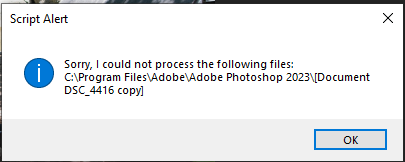 Script Alert
Sorry, I could not process the following files:
C:\Program Files\Adobe\Adobe Photoshop 2023\[Document
DSC_4416 copy]
OK